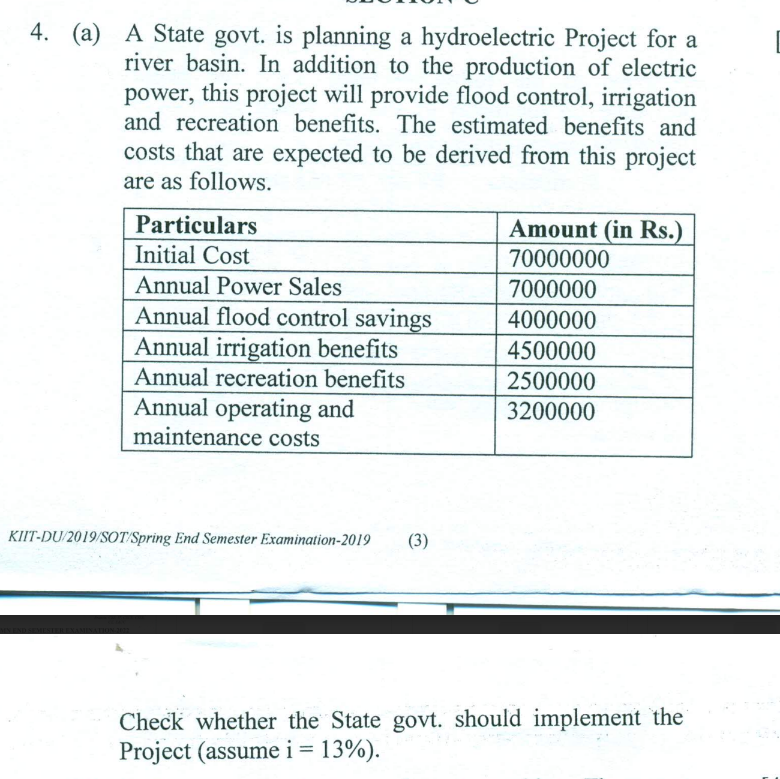 4. (a) A State govt. is planning a hydroelectric Project for a
river basin. In addition to the production of electric
power, this project will provide flood control, irrigation
and recreation benefits. The estimated benefits and
costs that are expected to be derived from this project
are as follows.
Particulars Amount (in Rs.)
Initial Cost 70000000
Annual Power Sales 7000000
Annual flood control savings 4000000
Annual irrigation benefits 4500000
Annual recreation benefits 2500000
Annual operating and 3200000
maintenance costs
KIIT-DU/2019/SOT/Spring End Semester Examination-2019 (3)
Check whether the State govt. should implement the
Project (assume i = 13%).